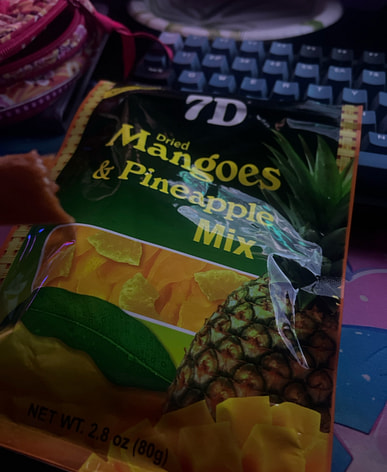 7D
Dried
Mangoes
& Pineapple
Mix
NET WT. 2.8 oz (80g)